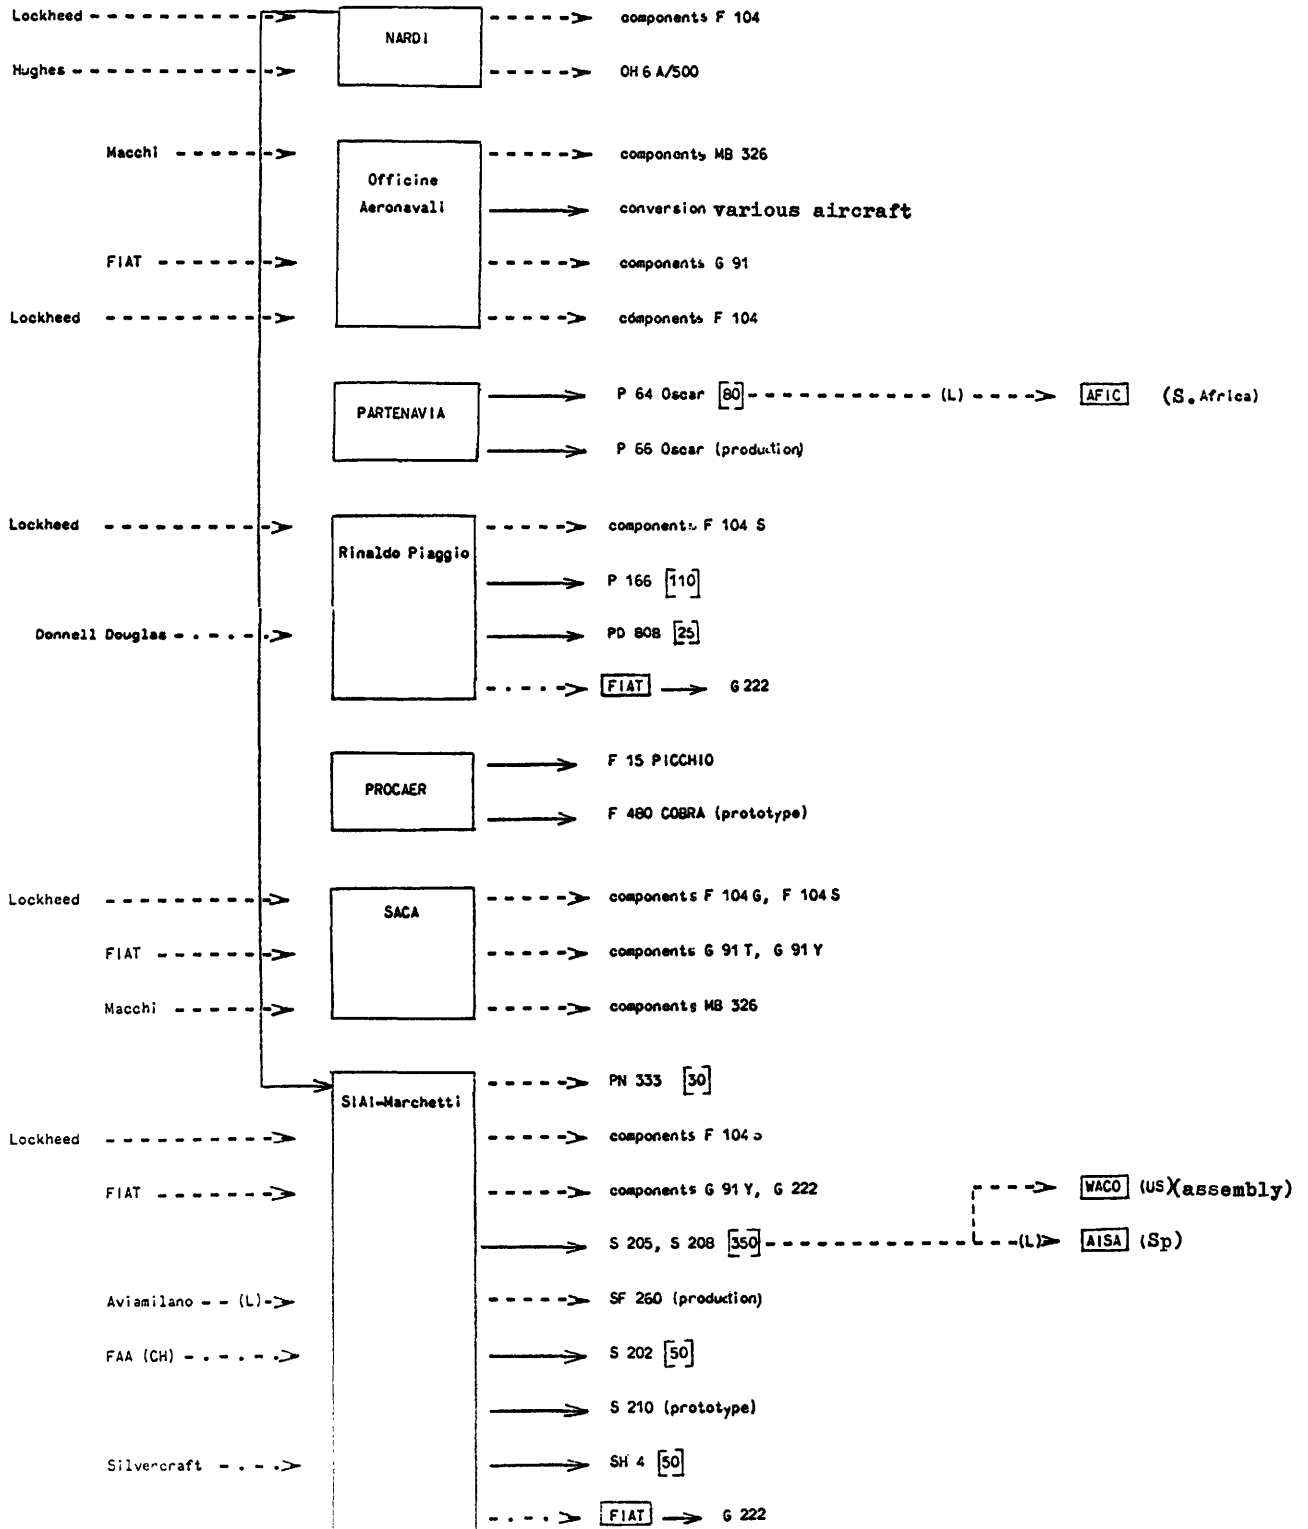 Lockheed components F 104
NARDI
Hughes OH 6 A/500
Macchi components MB 326
Officine
Aeronavali
conversion various aircraft
FIAT components G 91
Lockheed components F 104
P 64 Oscar [80] (L) AFIC (S.Africa)
PARTENAVIA
P 66 Oscar (production)
Lockheed components F 104 S
Rinaldo Piaggio
P 166 [110]
Donnell Douglas PD 808 [25]
FIAT G 222
F 15 PICCHIO
PROCAER
F 480 COBRA (prototype)
Lockheed components F 104 G, F 104 S
SACA
FIAT components G 91 T, G 91 Y
Macchi components MB 326
PN 333 [30]
SIAI-Marchetti
Lockheed components F 104 S
FIAT components G 91 Y, G 222 WACO (US)(assembly)
S 205, S 208 [350] (L) AISA (Sp)
Aviamilano (L) SF 260 (production)
FAA (CH) S 202 [50]
S 210 (prototype)
Silvercraft SH 4 [50]
FIAT G 222